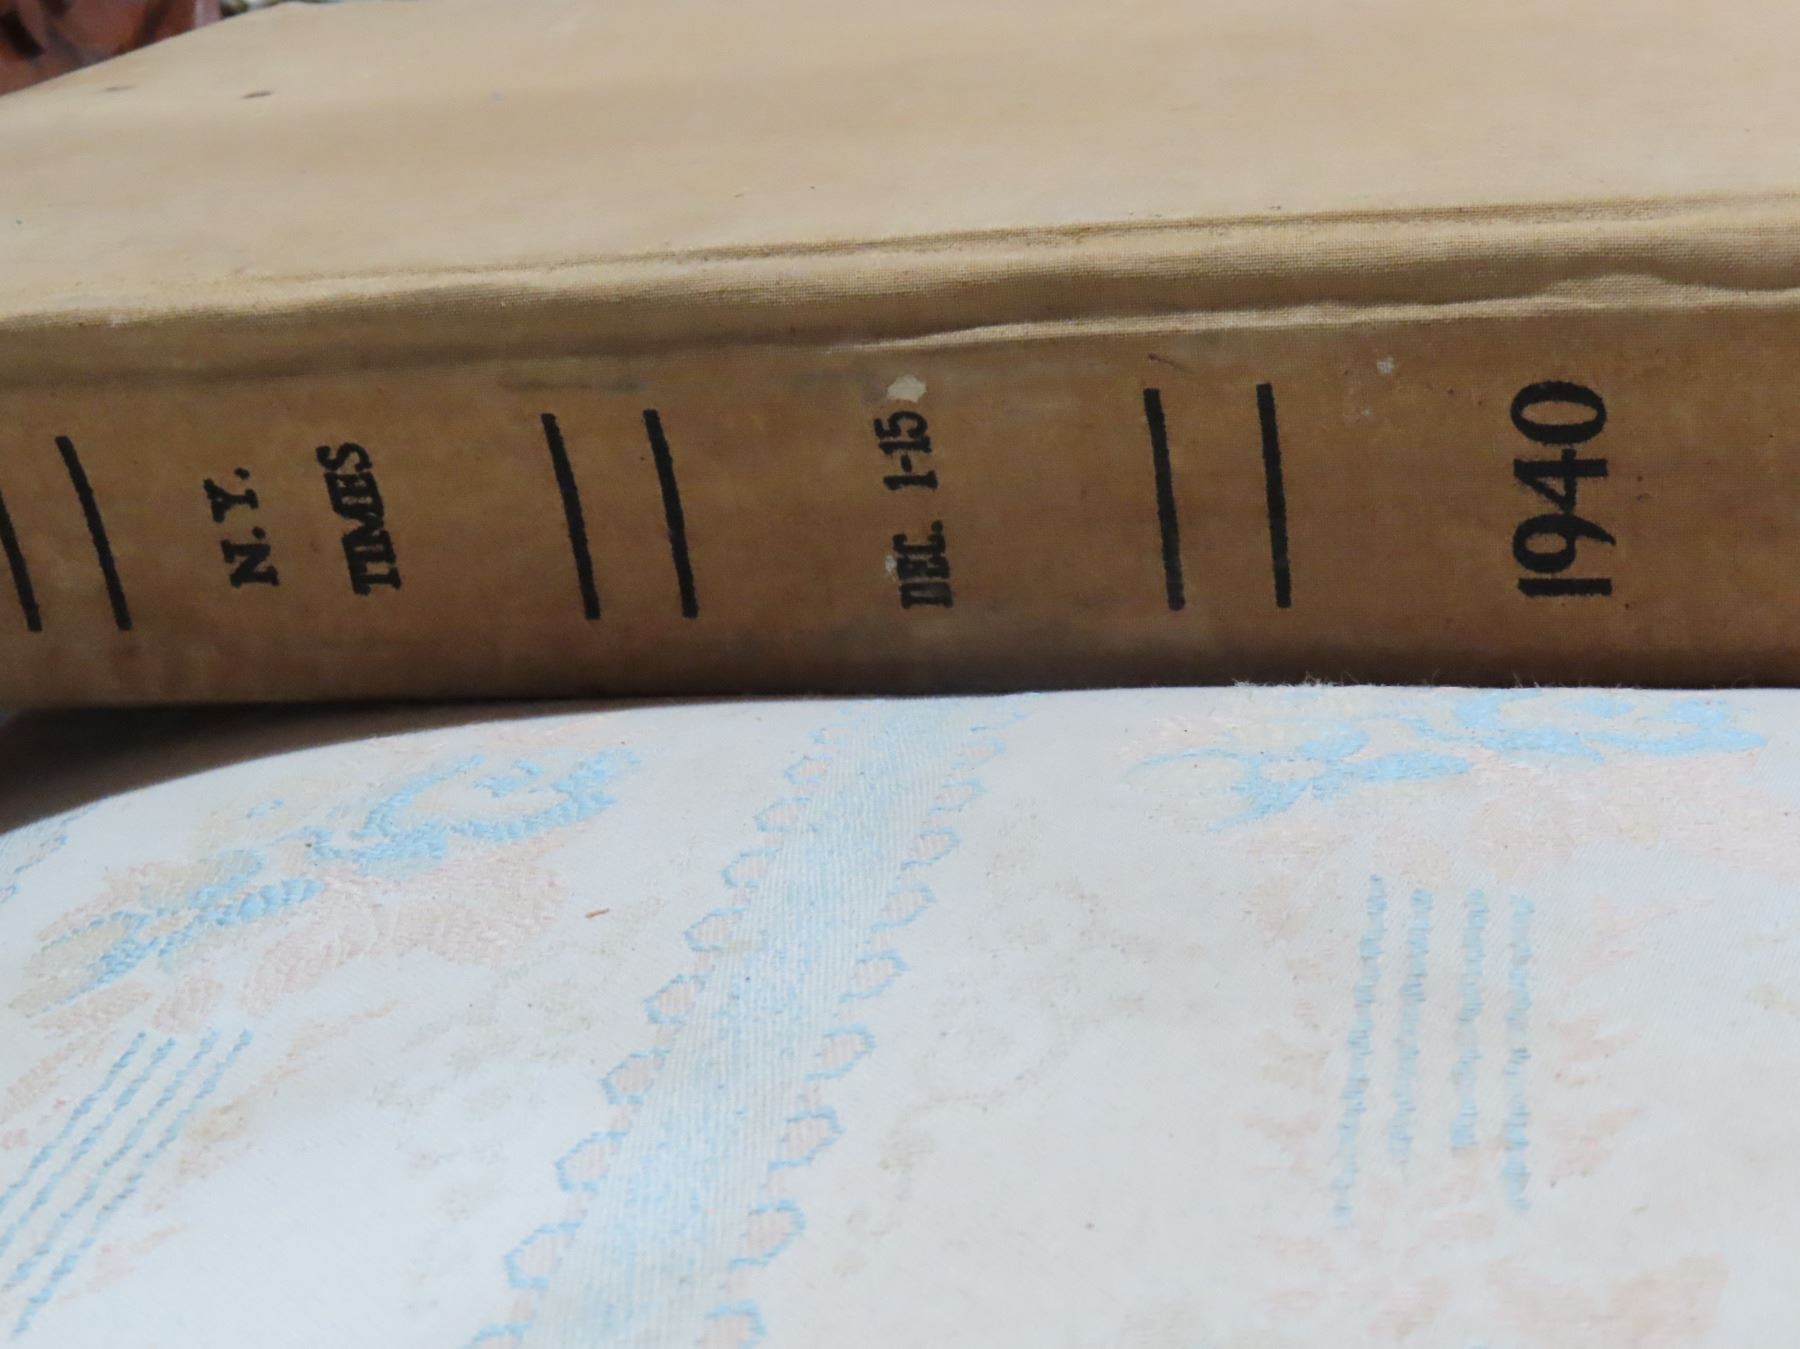 N. Y.
TIMES
DEC. 1-15
1940